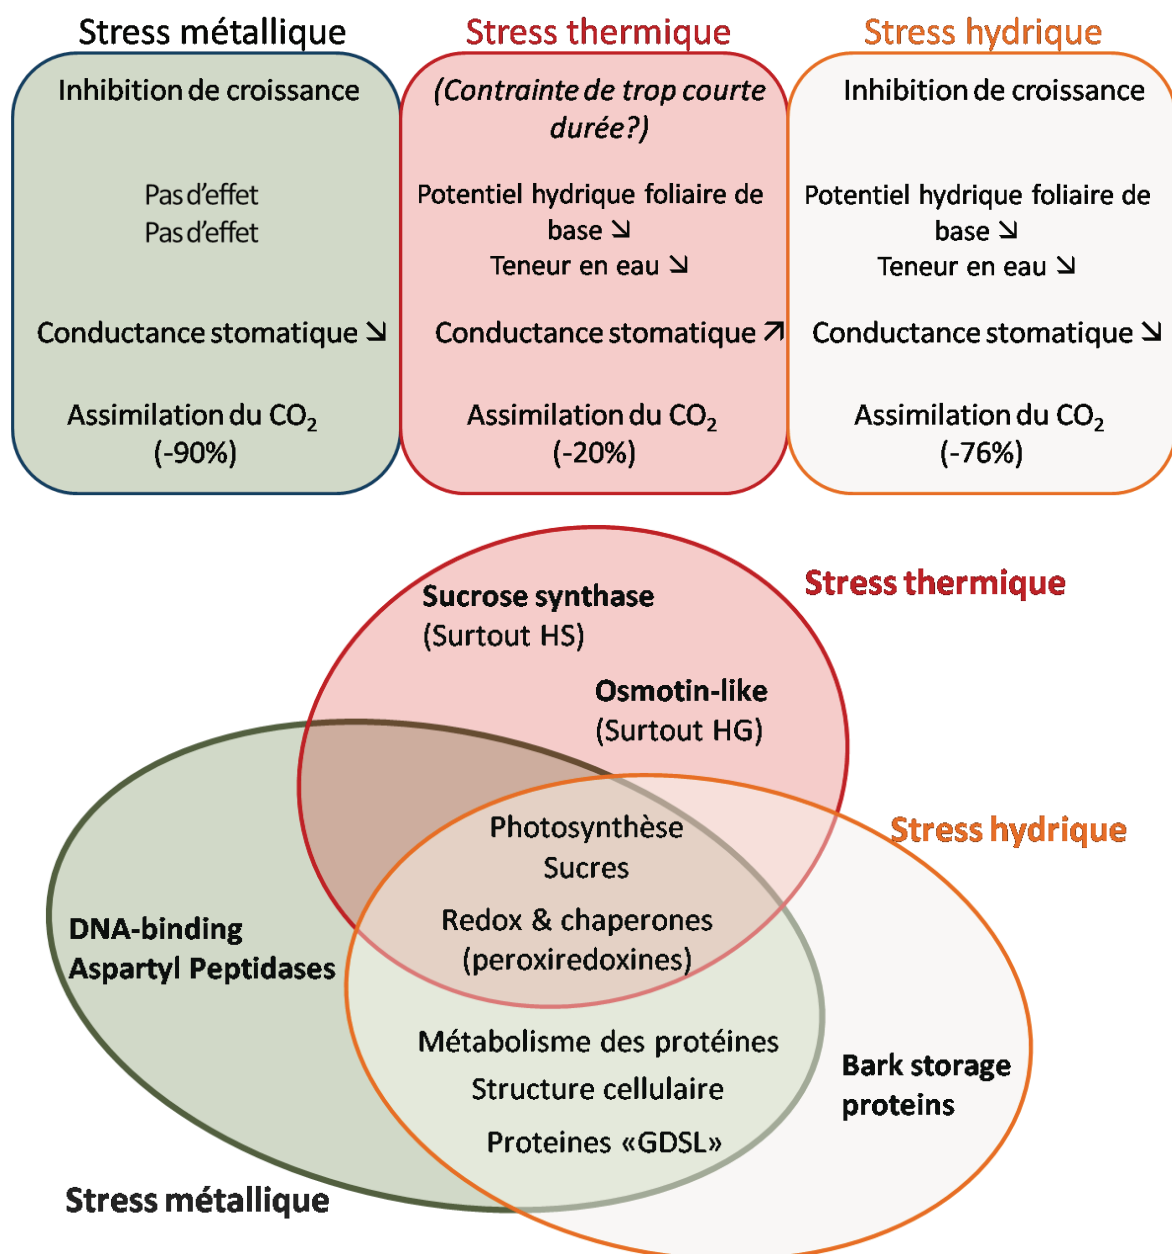 Stress métallique
Inhibition de croissance
Pas d'effet
Pas d'effet
Conductance stomatique ↘
Assimilation du CO₂
(-90%)
Stress thermique
(Contrainte de trop courte
durée?)
Potentiel hydrique foliaire de
base ↘
Teneur en eau ↘
Conductance stomatique ↗
Assimilation du CO₂
(-20%)
Stress hydrique
Inhibition de croissance
Potentiel hydrique foliaire de
base ↘
Teneur en eau ↘
Conductance stomatique ↘
Assimilation du CO₂
(-76%)
Stress thermique
Sucrose synthase
(Surtout HS)
Osmotin-like
(Surtout HG)
Stress hydrique
Photosynthèse
Sucres
Redox & chaperones
(peroxiredoxines)
DNA-binding
Aspartyl Peptidases
Métabolisme des protéines
Structure cellulaire
Proteines «GDSL»
Bark storage
proteins
Stress métallique